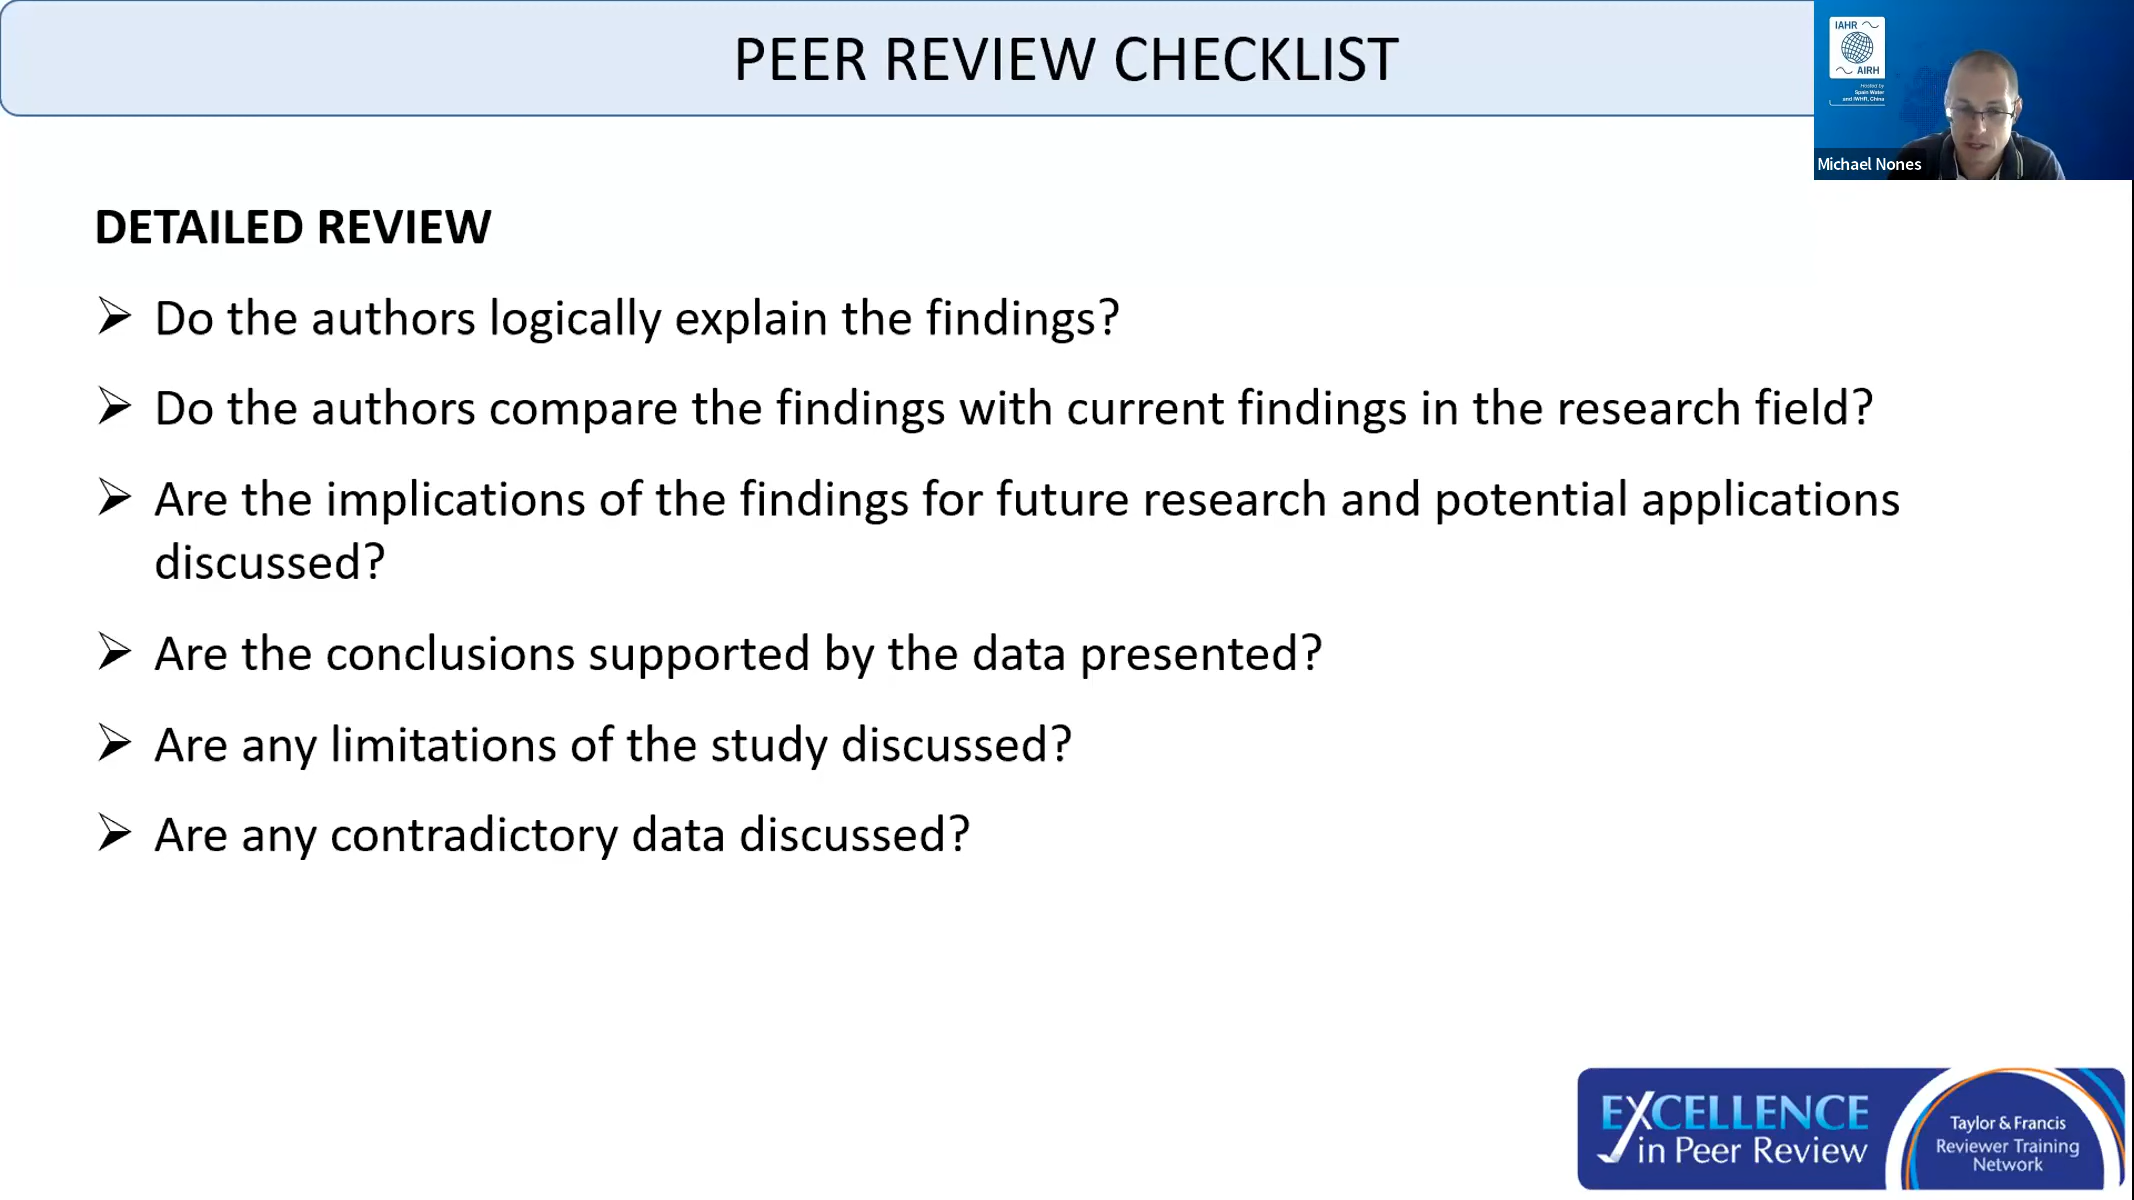 PEER REVIEW CHECKLIST
IAHR
AIRH
Hosted by
Spain Water
and IWHR, China
Michael Nones
DETAILED REVIEW
➢ Do the authors logically explain the findings?
➢ Do the authors compare the findings with current findings in the research field?
➢ Are the implications of the findings for future research and potential applications
discussed?
➢ Are the conclusions supported by the data presented?
➢ Are any limitations of the study discussed?
➢ Are any contradictory data discussed?
EXCELLENCE
in Peer Review
Taylor & Francis
Reviewer Training
Network